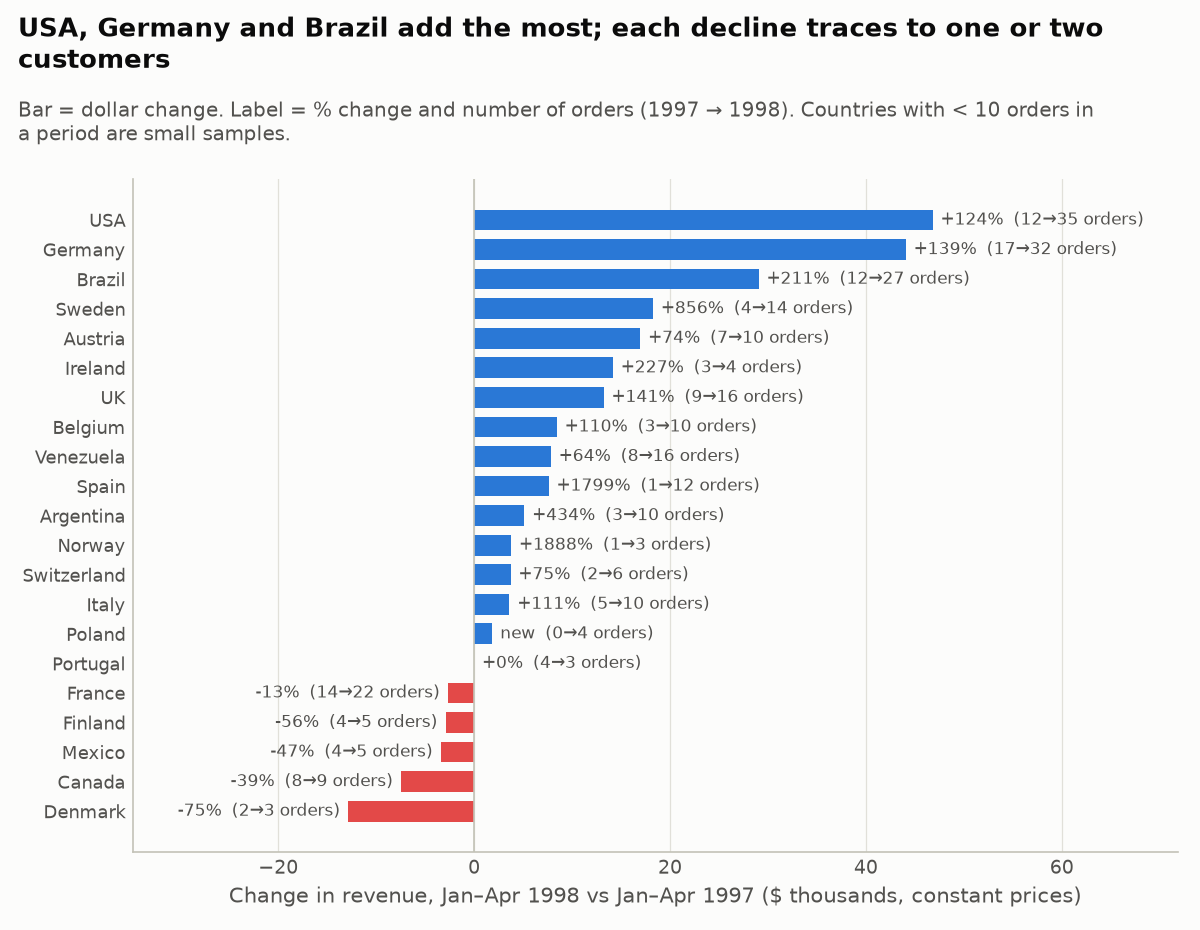 USA, Germany and Brazil add the most; each decline traces to one or two
customers
Bar = dollar change. Label = % change and number of orders (1997 → 1998). Countries with < 10 orders in
a period are small samples.
USA +124% (12→35 orders)
Germany +139% (17→32 orders)
Brazil +211% (12→27 orders)
Sweden +856% (4→14 orders)
Austria +74% (7→10 orders)
Ireland +227% (3→4 orders)
UK +141% (9→16 orders)
Belgium +110% (3→10 orders)
Venezuela +64% (8→16 orders)
Spain +1799% (1→12 orders)
Argentina +434% (3→10 orders)
Norway +1888% (1→3 orders)
Switzerland +75% (2→6 orders)
Italy +111% (5→10 orders)
Poland new (0→4 orders)
Portugal +0% (4→3 orders)
France -13% (14→22 orders)
Finland -56% (4→5 orders)
Mexico -47% (4→5 orders)
Canada -39% (8→9 orders)
Denmark -75% (2→3 orders)
−20 0 20 40 60
Change in revenue, Jan–Apr 1998 vs Jan–Apr 1997 ($ thousands, constant prices)